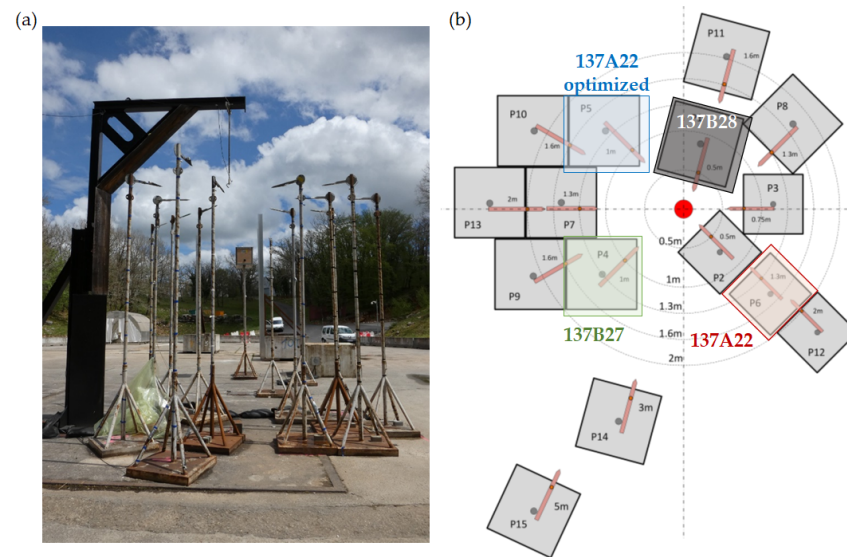 (a)
(b)
P11
1.6m
137A22
optimized
P10
1.6m
P5
1m
137B28
0.5m
P8
1.3m
P13
2m
1.3m
P7
P3
0.75m
0.5m
1m
1.3m
1.6m
2m
0.5m
P2
1.6m
P9
P4
1m
1.3m
P6
2m
P12
137B27
137A22
3m
P14
5m
P15